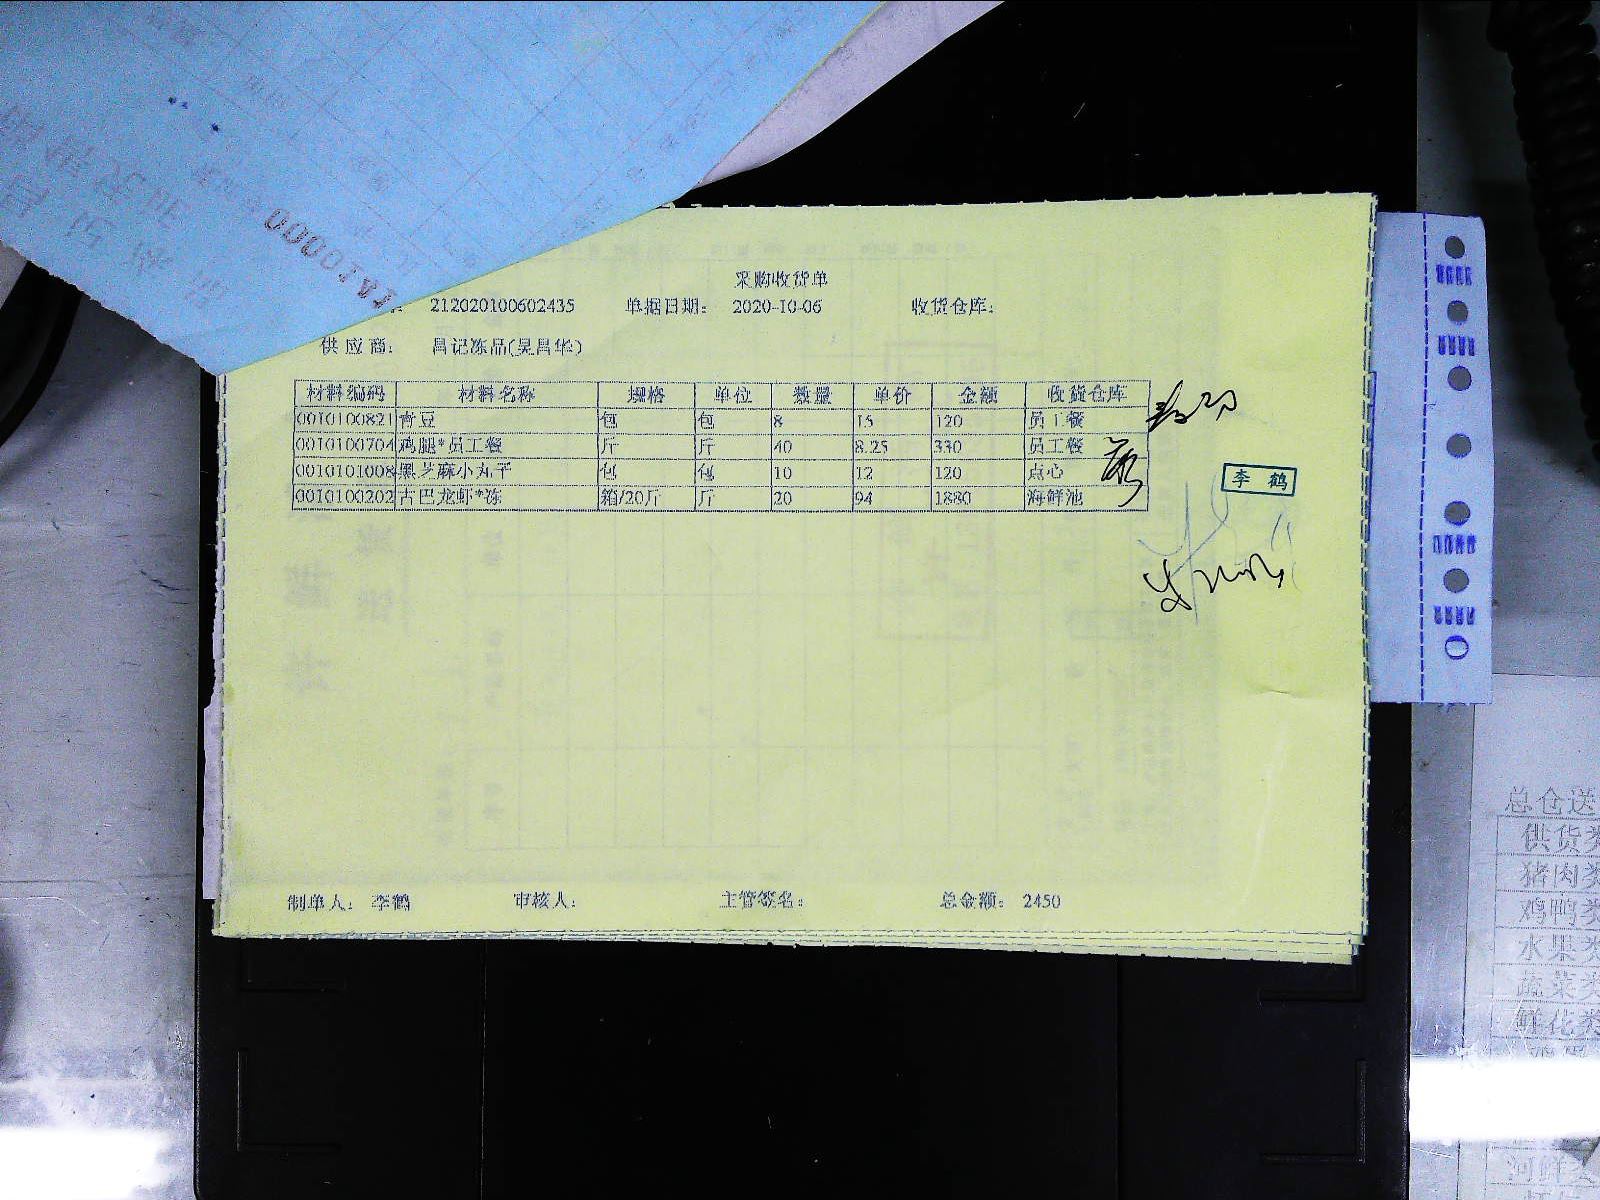 采购收货单
212020100602435 单据日期: 2020-10-06 收货仓库:
供应商: 昌记冻品(吴昌华)
材料编码 材料名称 规格 单位 数量 单价 金额 收货仓库
0010100821 青豆 包 包 8 15 120 员工餐
0010100704 鸡腿*员工餐 斤 斤 40 8.25 330 员工餐
0010101008 黑芝麻小丸子 包 包 10 12 120 点心
0010100202 古巴龙虾*冻 箱/20斤 斤 20 94 1880 海鲜池
李鹤
制单人: 李鹤 审核人: 主管签名: 总金额: 2450
总仓送
供货类
猪肉类
鸡鸭类
水果类
蔬菜类
鲜花类
河鲜类